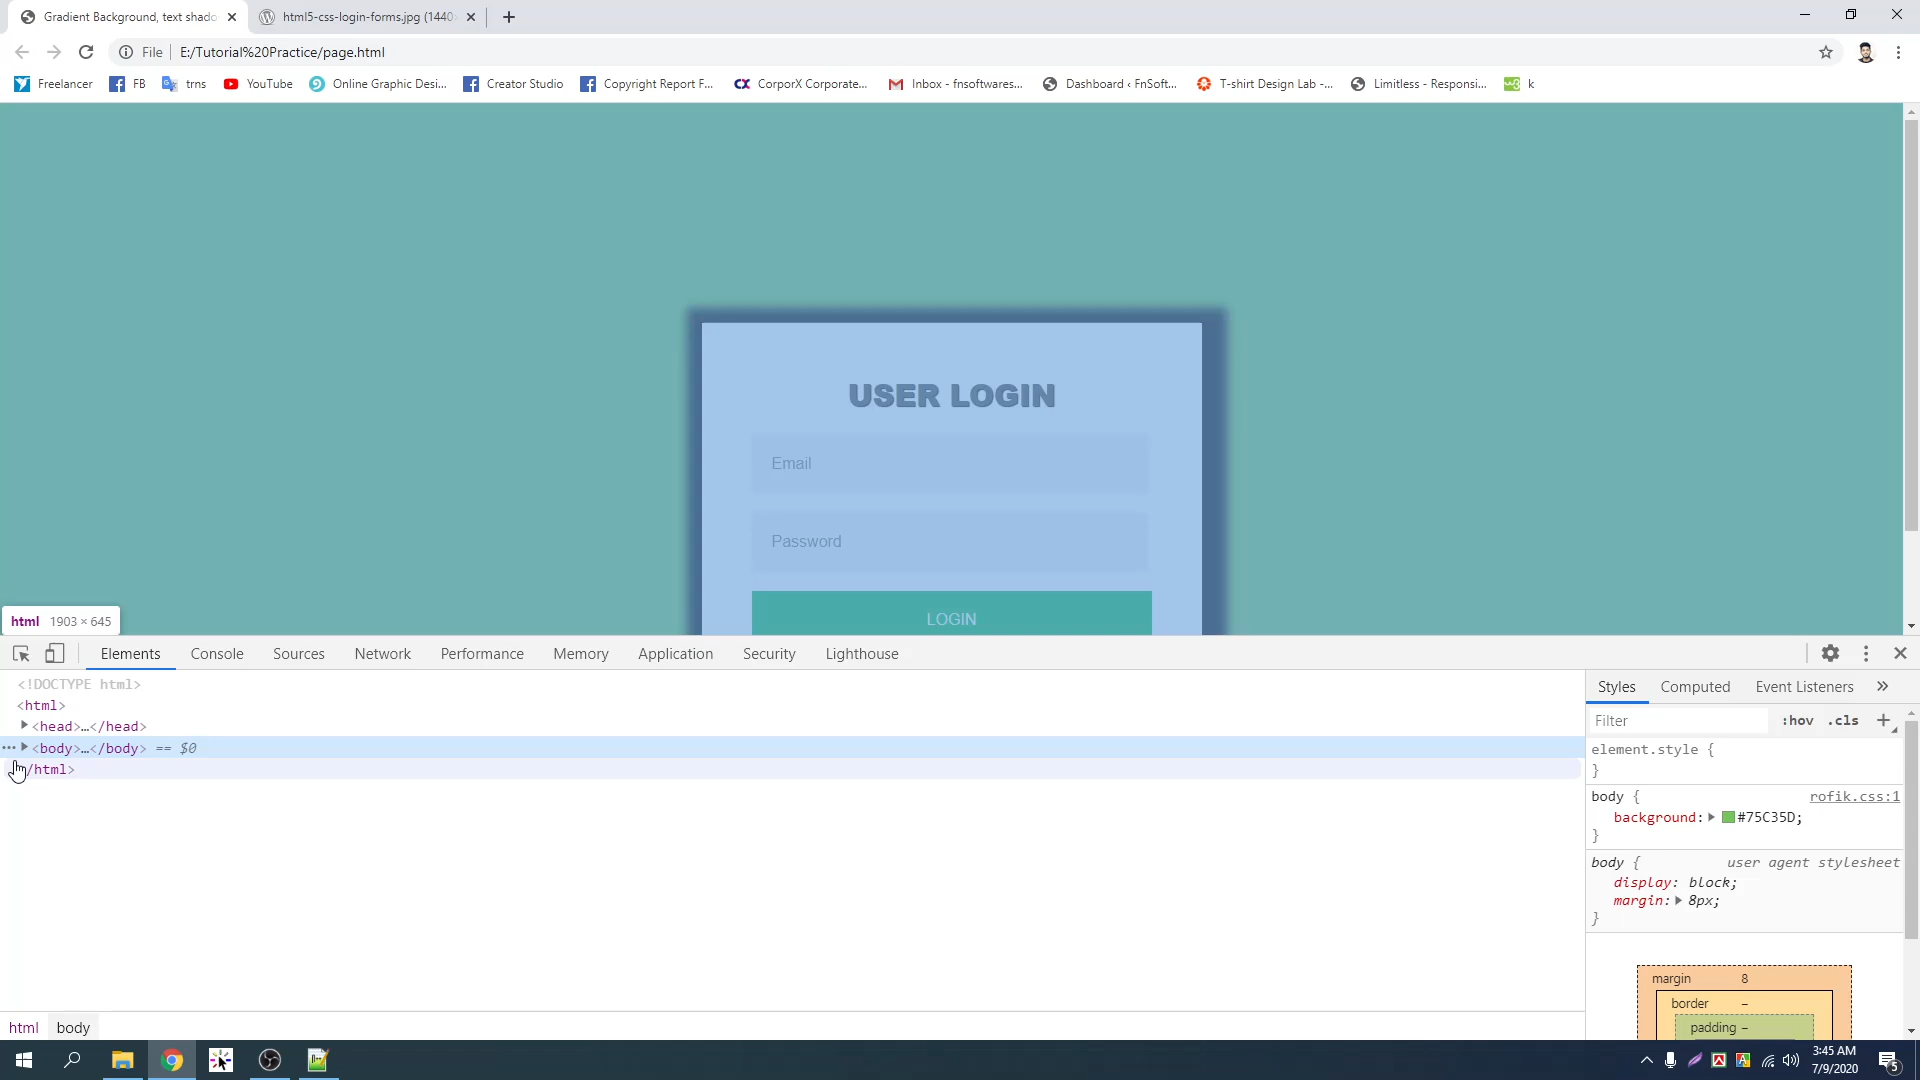 Gradient Background, text shado
html5-css-login-forms.jpg (1440
File
E:/Tutorial%20Practice/page.html
Freelancer
FB
trns
YouTube
Online Graphic Desi...
Creator Studio
Copyright Report F...
CX CorporX Corporate...
Inbox - fnsoftwares...
Dashboard ‹ FnSoft...
T-shirt Design Lab -...
Limitless - Responsi...
k
USER LOGIN
Email
Password
LOGIN
html 1903 × 645
Elements
Console
Sources
Network
Performance
Memory
Application
Security
Lighthouse
<!DOCTYPE html>
<html>
<head>…</head>
<body>…</body> == $0
/html>
html
body
Styles
Computed
Event Listeners
Filter
:hov
.cls
element.style {
}
body {
rofik.css:1
background: #75C35D;
}
body {
user agent stylesheet
display: block;
margin: 8px;
}
margin 8
border –
padding –
3:45 AM
7/9/2020
5